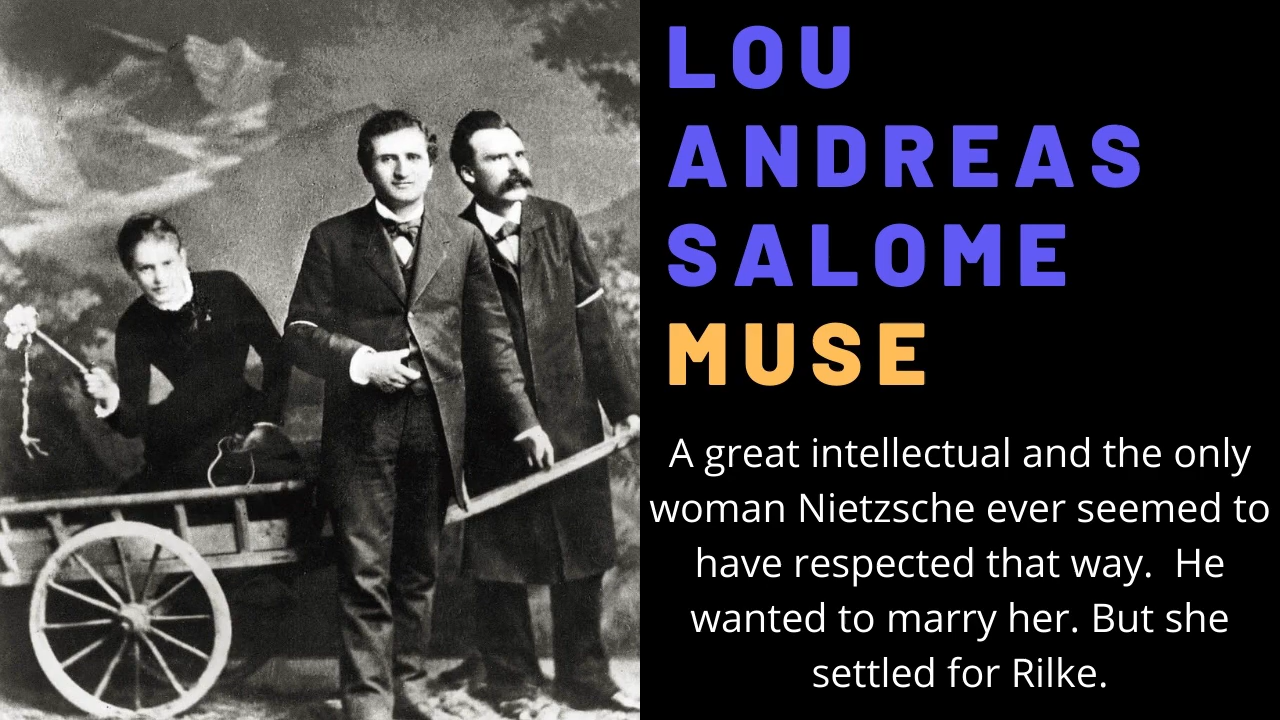 LOU
ANDREAS
SALOME
MUSE
A great intellectual and the only
woman Nietzsche ever seemed to
have respected that way.  He
wanted to marry her. But she
settled for Rilke.